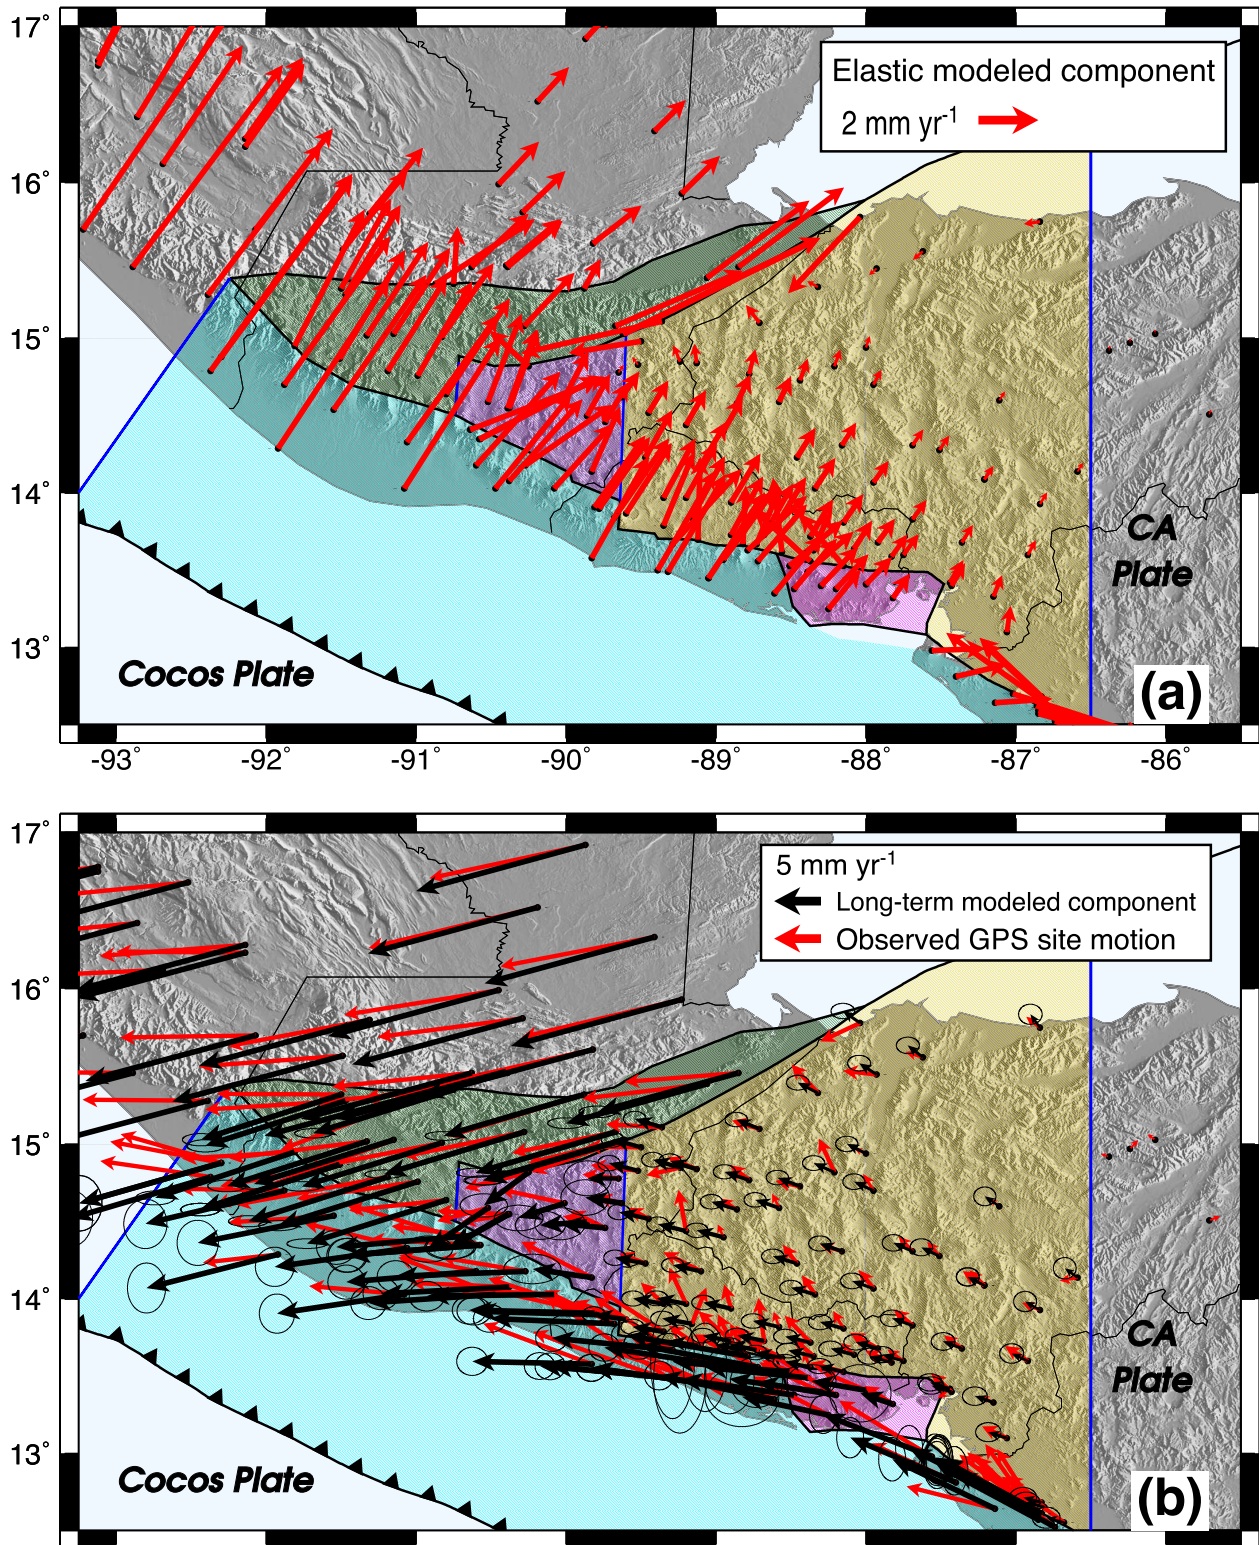 17°
Elastic modeled component
2 mm yr-1
16°
15°
14°
CA
Plate
13°
Cocos Plate
(a)
-93° -92° -91° -90° -89° -88° -87° -86°
17°
5 mm yr-1
Long-term modeled component
Observed GPS site motion
16°
15°
14°
CA
Plate
13°
Cocos Plate
(b)